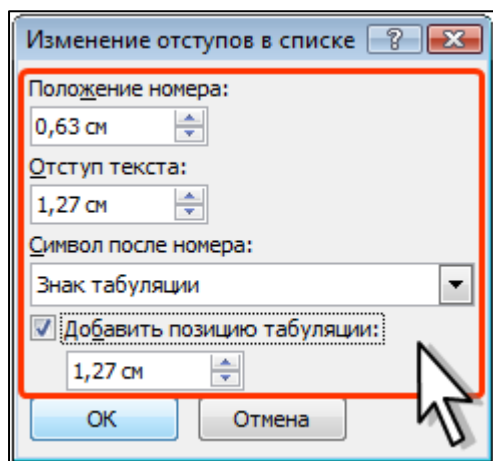 Изменение отступов в списке
Положение номера:
0,63 см
Отступ текста:
1,27 см
Символ после номера:
Знак табуляции
Добавить позицию табуляции:
1,27 см
ОК Отмена